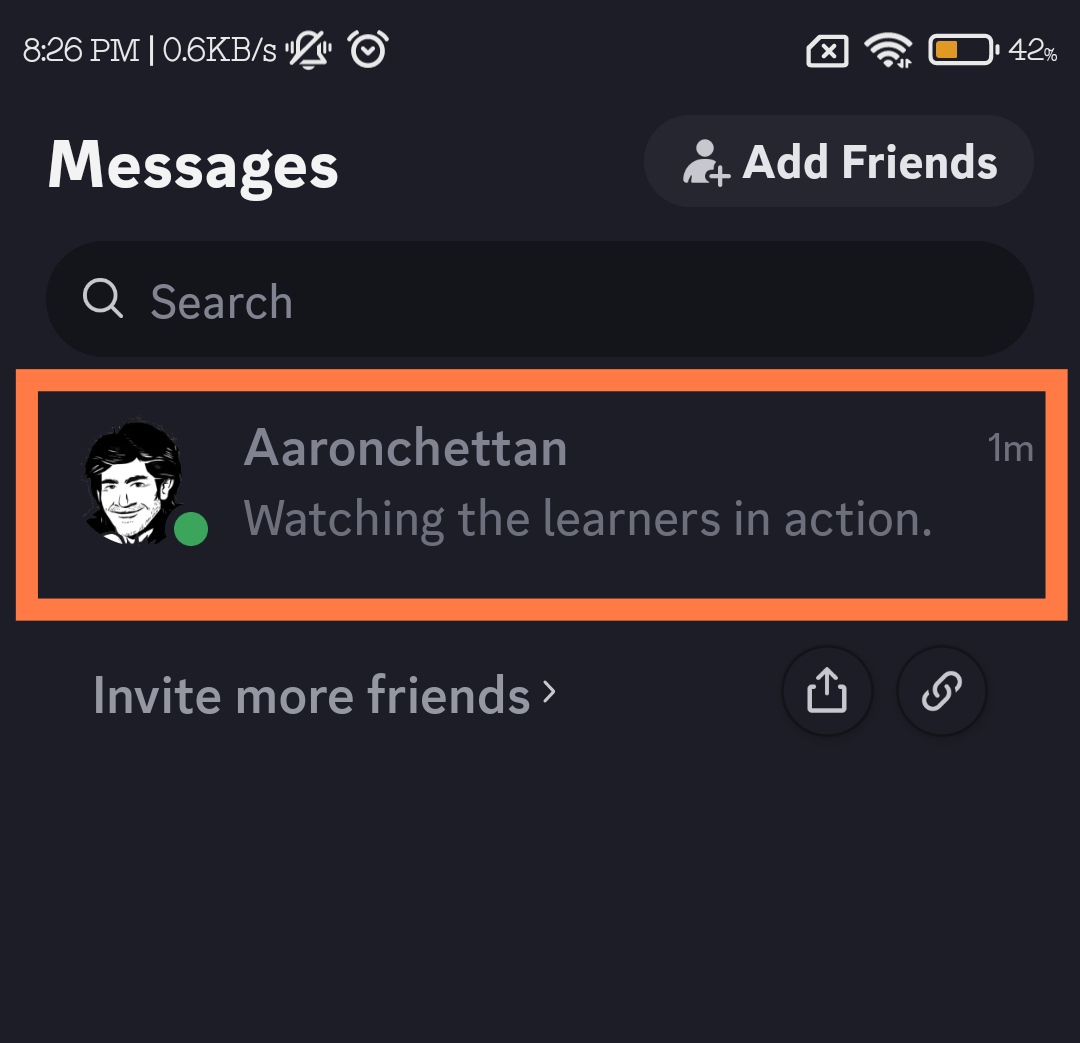 8:26 PM | 0.6KB/s 42%
Messages Add Friends
Search
Aaronchettan 1m
Watching the learners in action.
Invite more friends